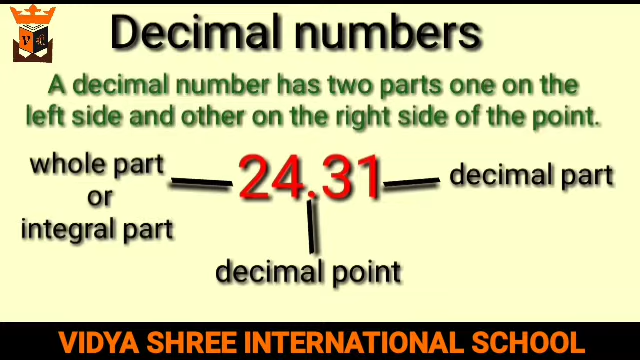 Decimal numbers
A decimal number has two parts one on the
left side and other on the right side of the point.
whole part
or
integral part
24.31
decimal part
decimal point
VIDYA SHREE INTERNATIONAL SCHOOL